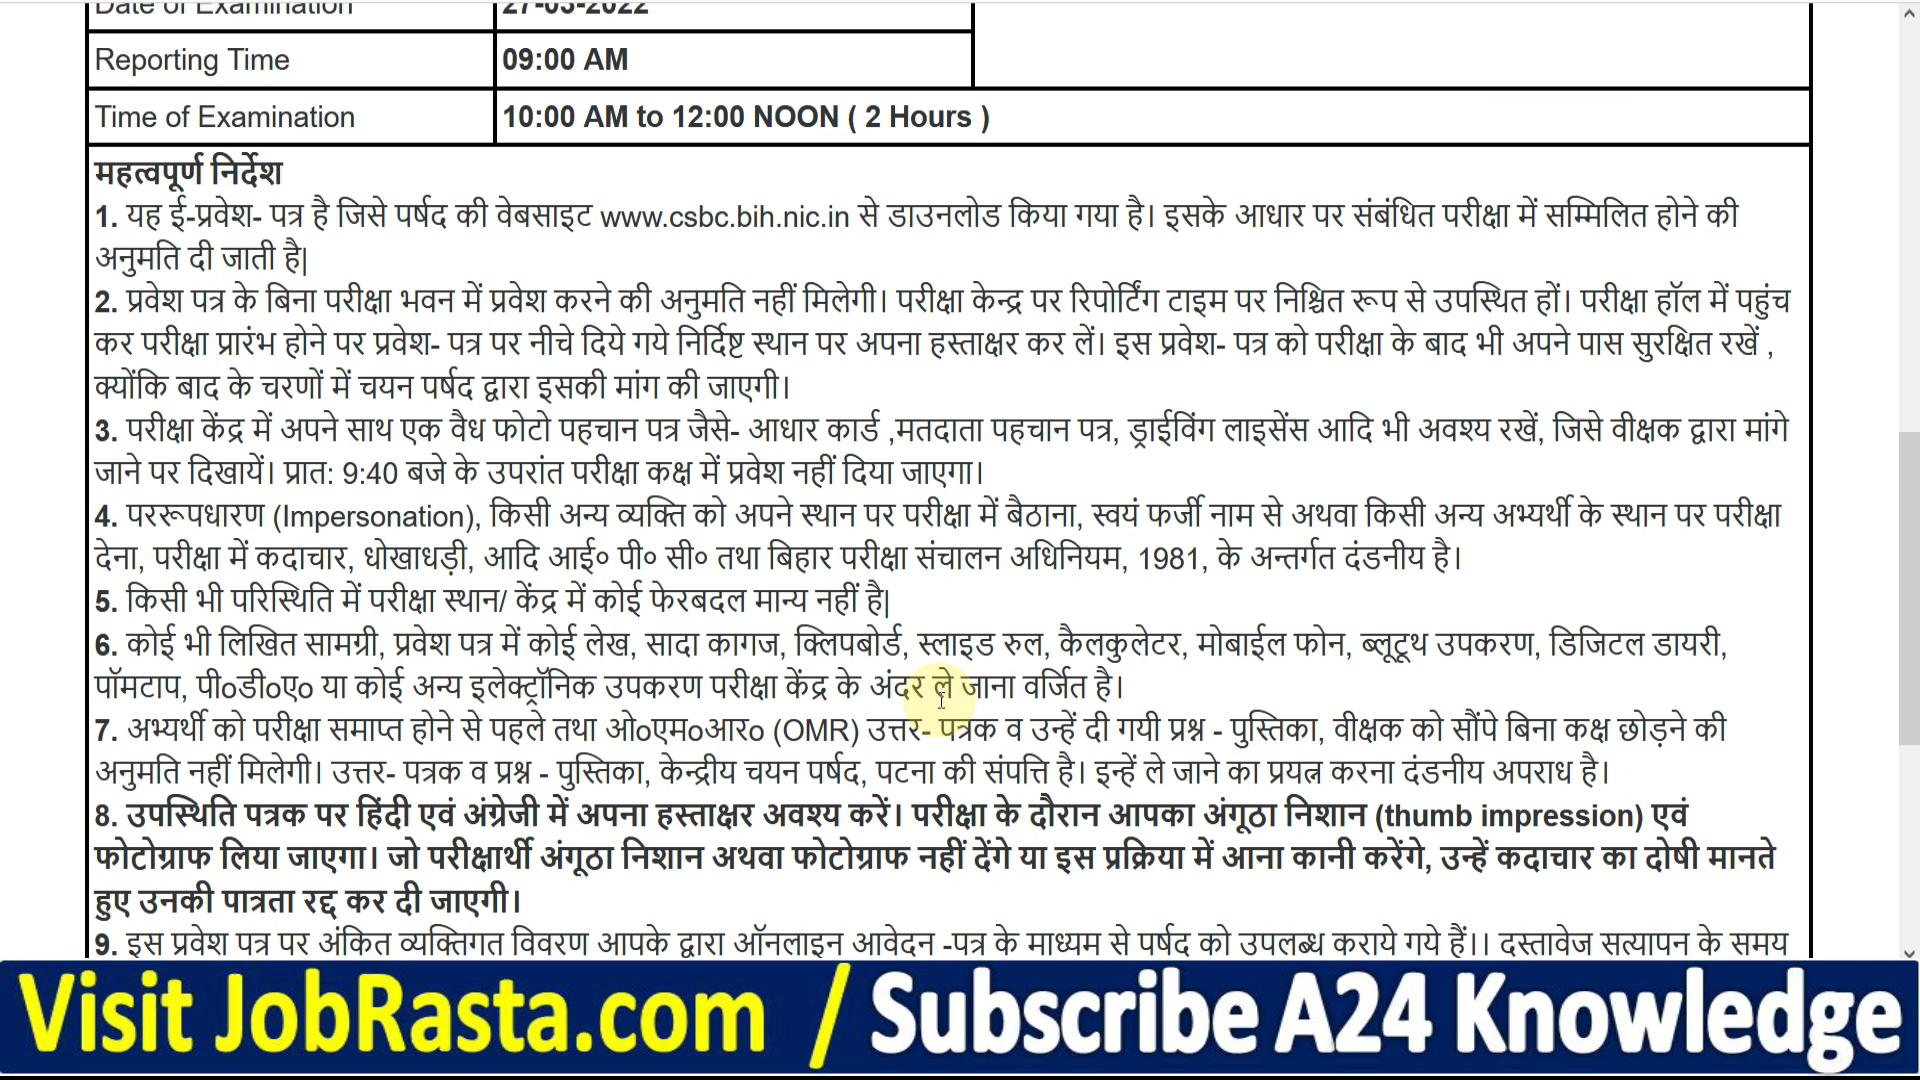 Date of Examination 27-03-2022
Reporting Time 09:00 AM
Time of Examination 10:00 AM to 12:00 NOON ( 2 Hours )
महत्वपूर्ण निर्देश
1. यह ई-प्रवेश- पत्र है जिसे पर्षद की वेबसाइट www.csbc.bih.nic.in से डाउनलोड किया गया है। इसके आधार पर संबंधित परीक्षा में सम्मिलित होने की
अनुमति दी जाती है|
2. प्रवेश पत्र के बिना परीक्षा भवन में प्रवेश करने की अनुमति नहीं मिलेगी। परीक्षा केन्द्र पर रिपोर्टिंग टाइम पर निश्चित रूप से उपस्थित हों। परीक्षा हॉल में पहुंच
कर परीक्षा प्रारंभ होने पर प्रवेश- पत्र पर नीचे दिये गये निर्दिष्ट स्थान पर अपना हस्ताक्षर कर लें। इस प्रवेश- पत्र को परीक्षा के बाद भी अपने पास सुरक्षित रखें ,
क्योंकि बाद के चरणों में चयन पर्षद द्वारा इसकी मांग की जाएगी।
3. परीक्षा केंद्र में अपने साथ एक वैध फोटो पहचान पत्र जैसे- आधार कार्ड ,मतदाता पहचान पत्र, ड्राईविंग लाइसेंस आदि भी अवश्य रखें, जिसे वीक्षक द्वारा मांगे
जाने पर दिखायें। प्रात: 9:40 बजे के उपरांत परीक्षा कक्ष में प्रवेश नहीं दिया जाएगा।
4. पररूपधारण (Impersonation), किसी अन्य व्यक्ति को अपने स्थान पर परीक्षा में बैठाना, स्वयं फर्जी नाम से अथवा किसी अन्य अभ्यर्थी के स्थान पर परीक्षा
देना, परीक्षा में कदाचार, धोखाधड़ी, आदि आई० पी० सी० तथा बिहार परीक्षा संचालन अधिनियम, 1981, के अन्तर्गत दंडनीय है।
5. किसी भी परिस्थिति में परीक्षा स्थान/ केंद्र में कोई फेरबदल मान्य नहीं है|
6. कोई भी लिखित सामग्री, प्रवेश पत्र में कोई लेख, सादा कागज, क्लिपबोर्ड, स्लाइड रुल, कैलकुलेटर, मोबाईल फोन, ब्लूटूथ उपकरण, डिजिटल डायरी,
पॉमटाप, पीoडीoएo या कोई अन्य इलेक्ट्रॉनिक उपकरण परीक्षा केंद्र के अंदर ले जाना वर्जित है।
7. अभ्यर्थी को परीक्षा समाप्त होने से पहले तथा ओoएमoआरo (OMR) उत्तर- पत्रक व उन्हें दी गयी प्रश्न - पुस्तिका, वीक्षक को सौंपे बिना कक्ष छोड़ने की
अनुमति नहीं मिलेगी। उत्तर- पत्रक व प्रश्न - पुस्तिका, केन्द्रीय चयन पर्षद, पटना की संपत्ति है। इन्हें ले जाने का प्रयत्न करना दंडनीय अपराध है।
8. उपस्थिति पत्रक पर हिंदी एवं अंग्रेजी में अपना हस्ताक्षर अवश्य करें। परीक्षा के दौरान आपका अंगूठा निशान (thumb impression) एवं
फोटोग्राफ लिया जाएगा। जो परीक्षार्थी अंगूठा निशान अथवा फोटोग्राफ नहीं देंगे या इस प्रक्रिया में आना कानी करेंगे, उन्हें कदाचार का दोषी मानते
हुए उनकी पात्रता रद्द कर दी जाएगी।
9. इस प्रवेश पत्र पर अंकित व्यक्तिगत विवरण आपके द्वारा ऑनलाइन आवेदन -पत्र के माध्यम से पर्षद को उपलब्ध कराये गये हैं।। दस्तावेज सत्यापन के समय
Visit JobRasta.com / Subscribe A24 Knowledge